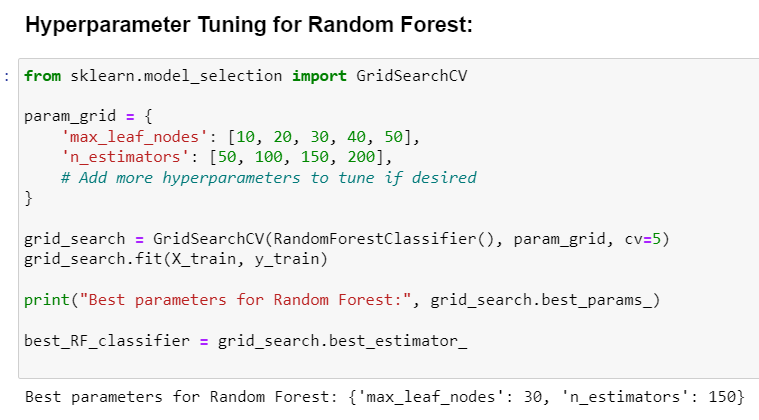 Hyperparameter Tuning for Random Forest:
: from sklearn.model_selection import GridSearchCV
param_grid = {
    'max_leaf_nodes': [10, 20, 30, 40, 50],
    'n_estimators': [50, 100, 150, 200],
    # Add more hyperparameters to tune if desired
}
grid_search = GridSearchCV(RandomForestClassifier(), param_grid, cv=5)
grid_search.fit(X_train, y_train)
print("Best parameters for Random Forest:", grid_search.best_params_)
best_RF_classifier = grid_search.best_estimator_
Best parameters for Random Forest: {'max_leaf_nodes': 30, 'n_estimators': 150}